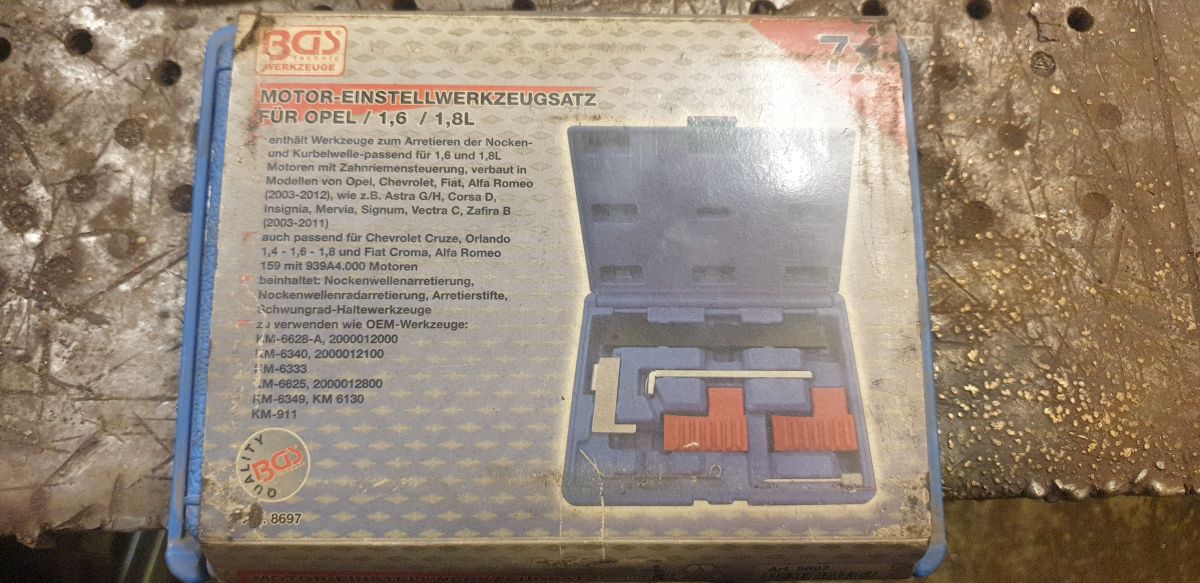 BGS
technic
WERKZEUGE
7
MOTOR-EINSTELLWERKZEUGSATZ
FÜR OPEL / 1,6 / 1,8L
enthält Werkzeuge zum Arretieren der Nocken-
und Kurbelwelle-passend für 1,6 und 1,8L
Motoren mit Zahnriemensteuerung, verbaut in
Modellen von Opel, Chevrolet, Fiat, Alfa Romeo
(2003-2012), wie z.B. Astra G/H, Corsa D,
Insignia, Mervia, Signum, Vectra C, Zafira B
(2003-2011)
auch passend für Chevrolet Cruze, Orlando
1,4 - 1,6 - 1,8 und Fiat Croma, Alfa Romeo
159 mit 939A4.000 Motoren
beinhaltet: Nockenwellenarretierung,
Nockenwellenradarretierung, Arretierstifte,
Schwungrad-Haltewerkzeuge
zu verwenden wie OEM-Werkzeuge:
KM-6628-A, 2000012000
KM-6340, 2000012100
KM-6333
KM-6625, 2000012800
KM-6349, KM 6130
KM-911
QUALITY
BGS
8697
Art. 8697